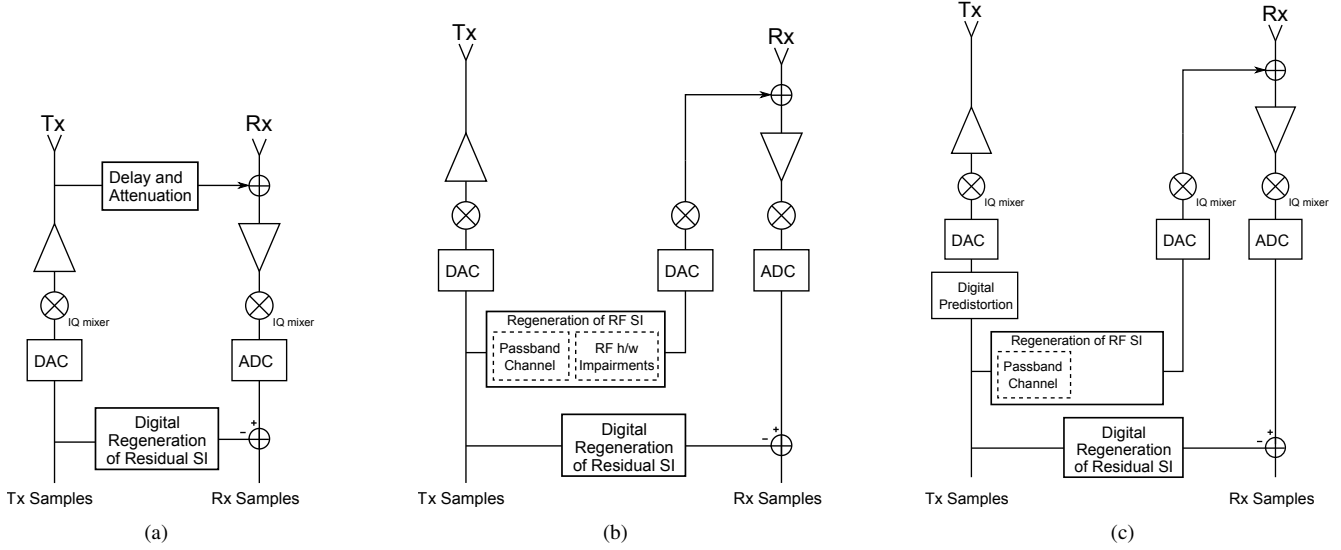 Tx
Rx
Delay and
Attenuation
IQ mixer
IQ mixer
DAC
ADC
Digital
Regeneration
of Residual SI
-
+
Tx Samples
Rx Samples
(a)
Tx
Rx
DAC
DAC
ADC
Regeneration of RF SI
Passband
Channel
RF h/w
Impairments
Digital
Regeneration
of Residual SI
-
+
Tx Samples
Rx Samples
(b)
Tx
Rx
IQ mixer
IQ mixer
DAC
DAC
ADC
Digital
Predistortion
Regeneration of RF SI
Passband
Channel
Digital
Regeneration
of Residual SI
-
+
Tx Samples
Rx Samples
(c)